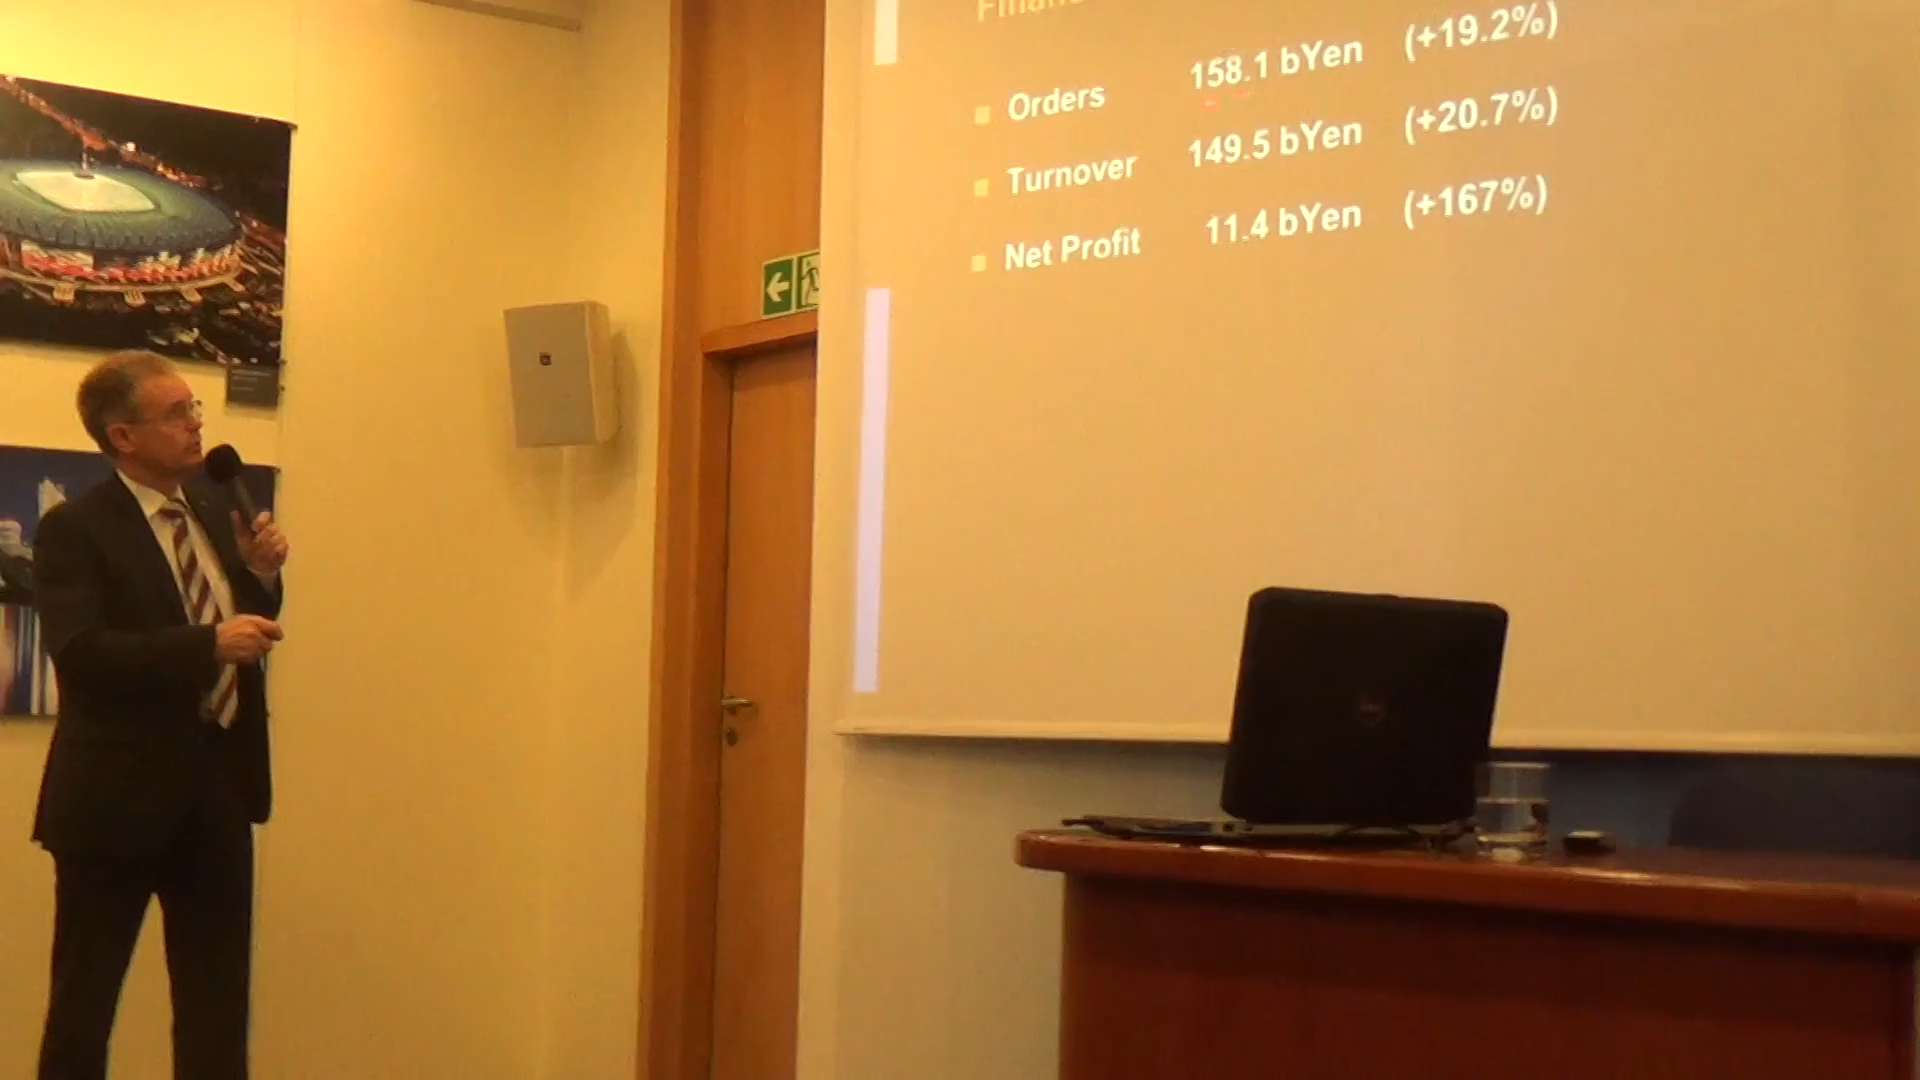 Orders 158.1 bYen (+19.2%)
Turnover 149.5 bYen (+20.7%)
Net Profit 11.4 bYen (+167%)